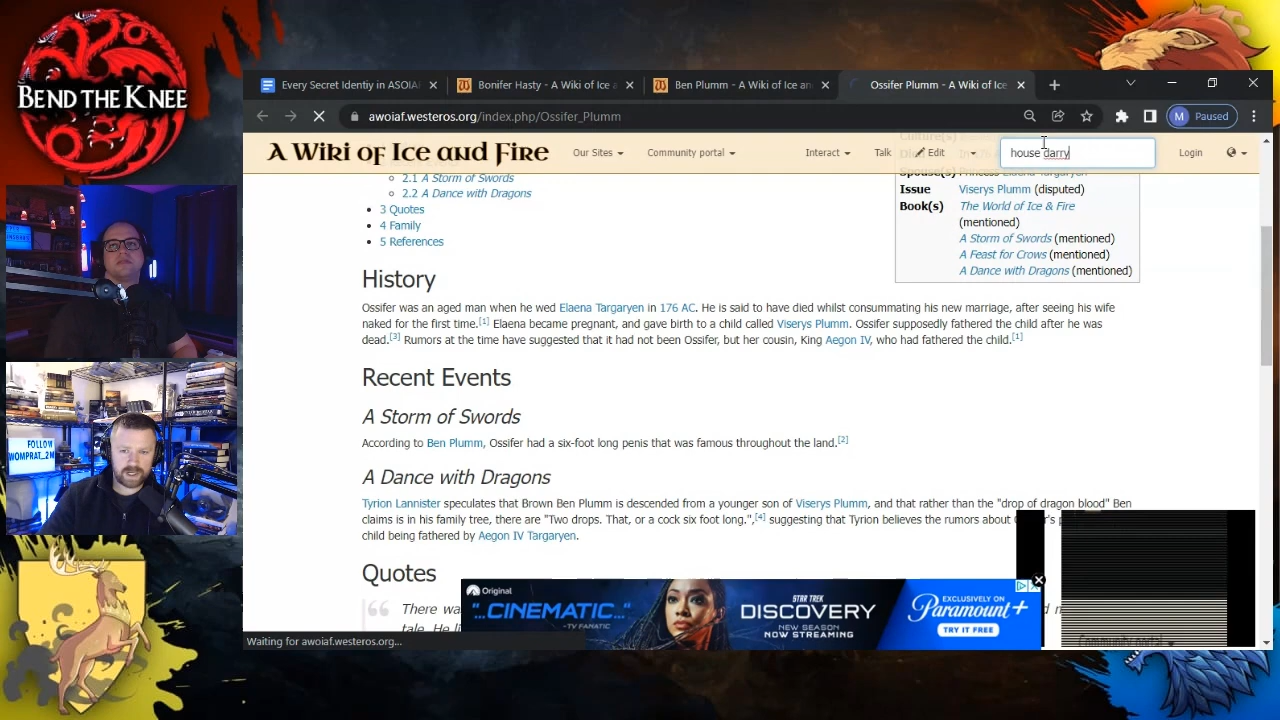 BEND THE KNEE
Every Secret Identiy in ASOIA
Bonifer Hasty - A Wiki of Ice a
Ben Plumm - A Wiki of Ice an
Ossifer Plumm - A Wiki of Ice
awoiaf.westeros.org/index.php/Ossifer_Plumm
M Paused
A WIKI OF ICE AND FIRE
Our Sites
Community portal
Interact
Talk
Edit
house darry
Login
2.1 A Storm of Swords
2.2 A Dance with Dragons
3 Quotes
4 Family
5 References
Culture(s)
Spouse(s) Princess Elaena Targaryen
Issue Viserys Plumm (disputed)
Book(s) The World of Ice & Fire
(mentioned)
A Storm of Swords (mentioned)
A Feast for Crows (mentioned)
A Dance with Dragons (mentioned)
History
Ossifer was an aged man when he wed Elaena Targaryen in 176 AC. He is said to have died whilst consummating his new marriage, after seeing his wife
naked for the first time.[1] Elaena became pregnant, and gave birth to a child called Viserys Plumm. Ossifer supposedly fathered the child after he was
dead.[3] Rumors at the time have suggested that it had not been Ossifer, but her cousin, King Aegon IV, who had fathered the child.[1]
Recent Events
A Storm of Swords
According to Ben Plumm, Ossifer had a six-foot long penis that was famous throughout the land.[2]
A Dance with Dragons
Tyrion Lannister speculates that Brown Ben Plumm is descended from a younger son of Viserys Plumm, and that rather than the "drop of dragon blood" Ben
claims is in his family tree, there are "Two drops. That, or a cock six foot long.",[4] suggesting that Tyrion believes the rumors about
child being fathered by Aegon IV Targaryen.
Quotes
There wa
tale. He li
Original
"...CINEMATIC..."
-TV FANATIC
STAR TREK
DISCOVERY
NEW SEASON
NOW STREAMING
EXCLUSIVELY ON
Paramount+
TRY IT FREE
Community portal
Waiting for awoiaf.westeros.org...
FOLLOW
WOMPRAT_2M